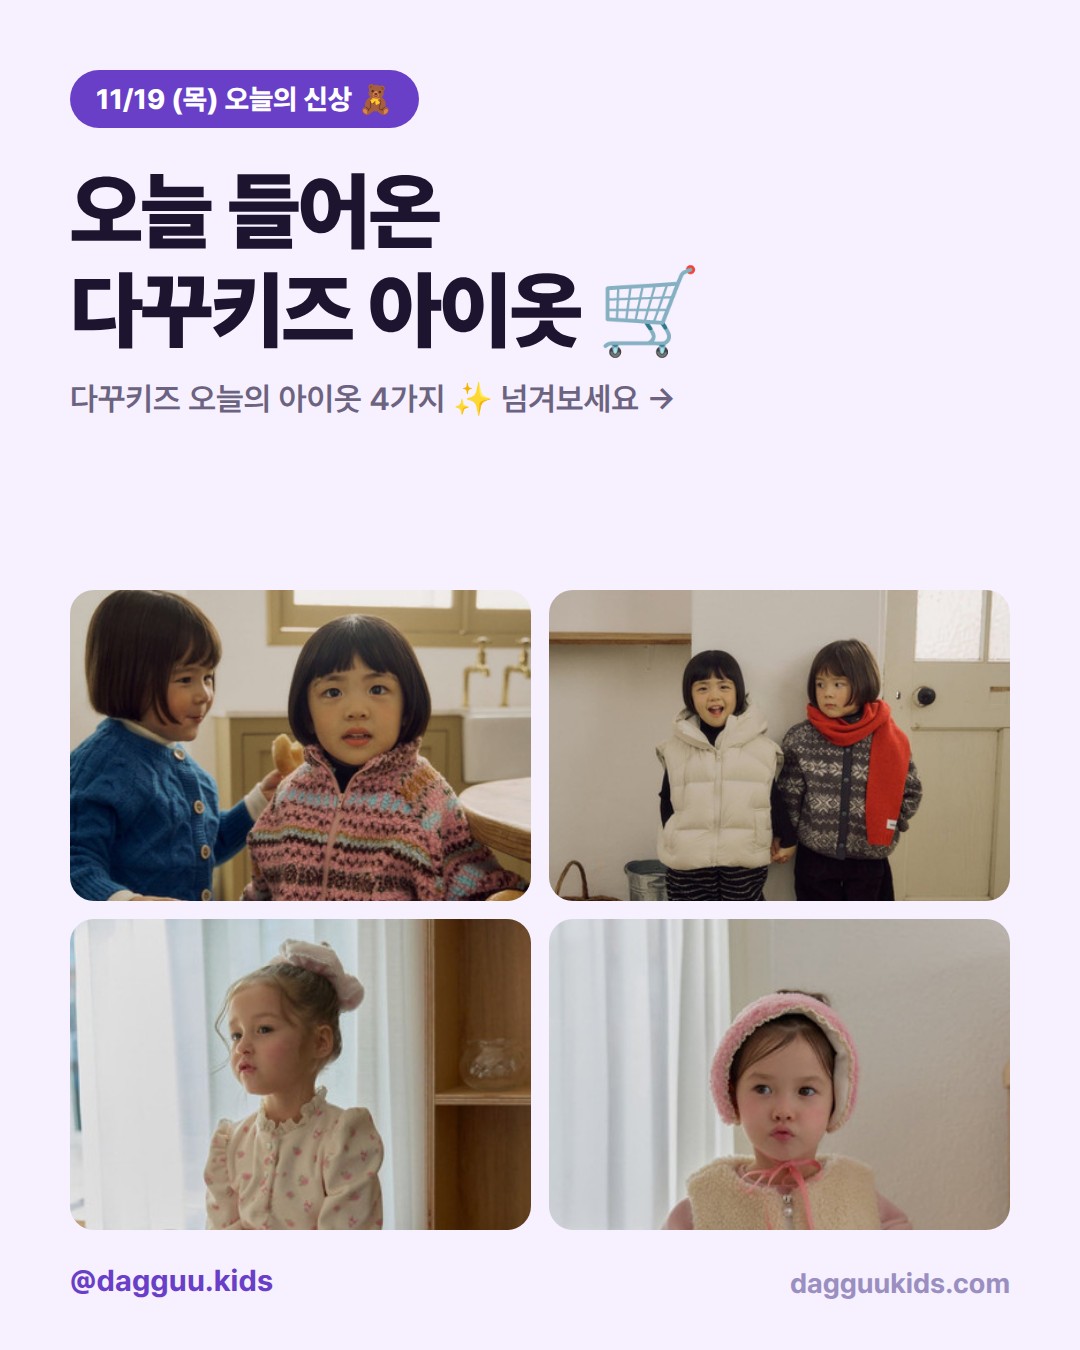 11/19 (목) 오늘의 신상 🧸
오늘 들어온
다꾸키즈 아이옷 🛒
다꾸키즈 오늘의 아이옷 4가지 ✨ 넘겨보세요 →
@dagguu.kids
dagguukids.com